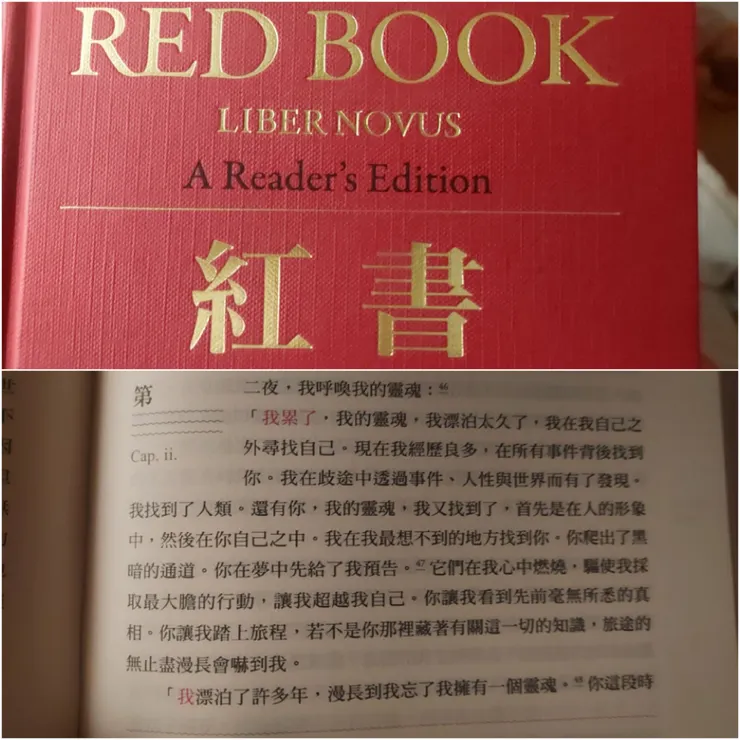 RED BOOK
LIBER NOVUS
A Reader's Edition
紅書
第
二夜，我呼喚我的靈魂：46
Cap. ii.
「我累了，我的靈魂，我漂泊太久了，我在我自己之
外尋找自己。現在我經歷良多，在所有事件背後找到
你。我在歧途中透過事件、人性與世界而有了發現。
我找到了人類。還有你，我的靈魂，我又找到了，首先是在人的形象
中，然後在你自己之中。我在我最想不到的地方找到你。你爬出了黑
暗的通道。你在夢中先給了我預告。47它們在我心中燃燒，驅使我採
取最大膽的行動，讓我超越我自己。你讓我看到先前毫無所悉的真
相。你讓我踏上旅程，若不是你那裡藏著有關這一切的知識，旅途的
無止盡漫長會嚇到我。
「我漂泊了許多年，漫長到我忘了我擁有一個靈魂。48你這段時